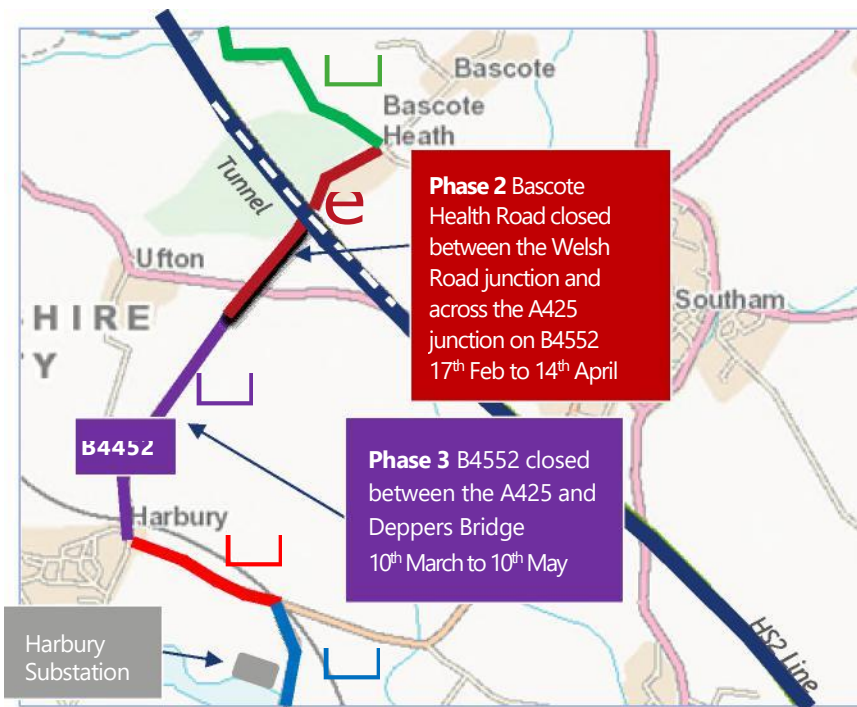 Bascote
Bascote
Heath
Tunnel
e
Phase 2 Bascote
Health Road closed
between the Welsh
Road junction and
across the A425
junction on B4552
17th Feb to 14th April
Ufton
Southam
HIRE
Y
B4452
Phase 3 B4552 closed
between the A425 and
Deppers Bridge
10th March to 10th May
Harbury
Harbury
Substation
HS2 Line